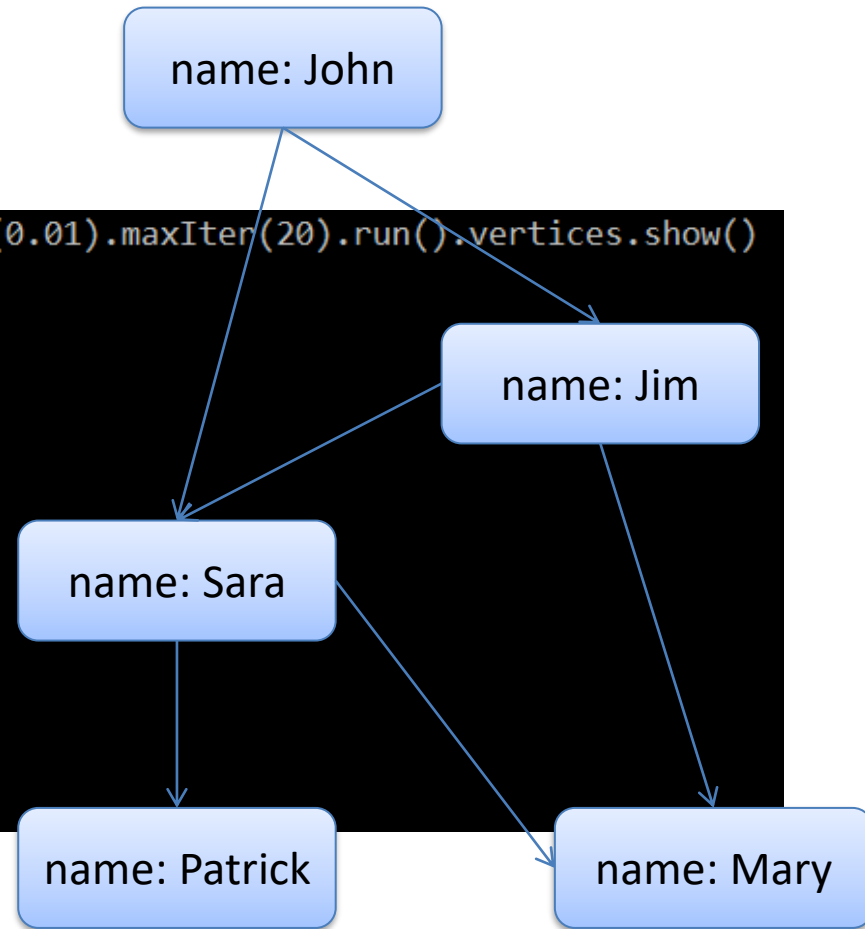 name: John
(0.01).maxIter(20).run().vertices.show()
name: Jim
name: Sara
name: Patrick
name: Mary